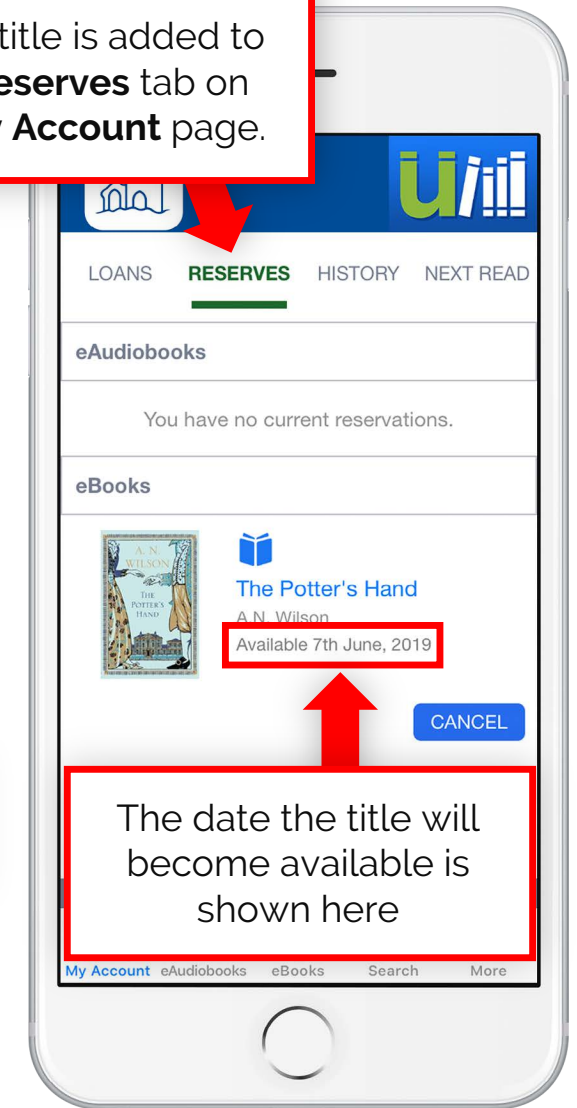 title is added to
eserves tab on
Account page.
LOANS RESERVES HISTORY NEXT READ
eAudiobooks
You have no current reservations.
eBooks
A. N.
WILSON
THE
POTTER'S
HAND
The Potter's Hand
A.N. Wilson
Available 7th June, 2019
CANCEL
The date the title will
become available is
shown here
My Account eAudiobooks eBooks Search More